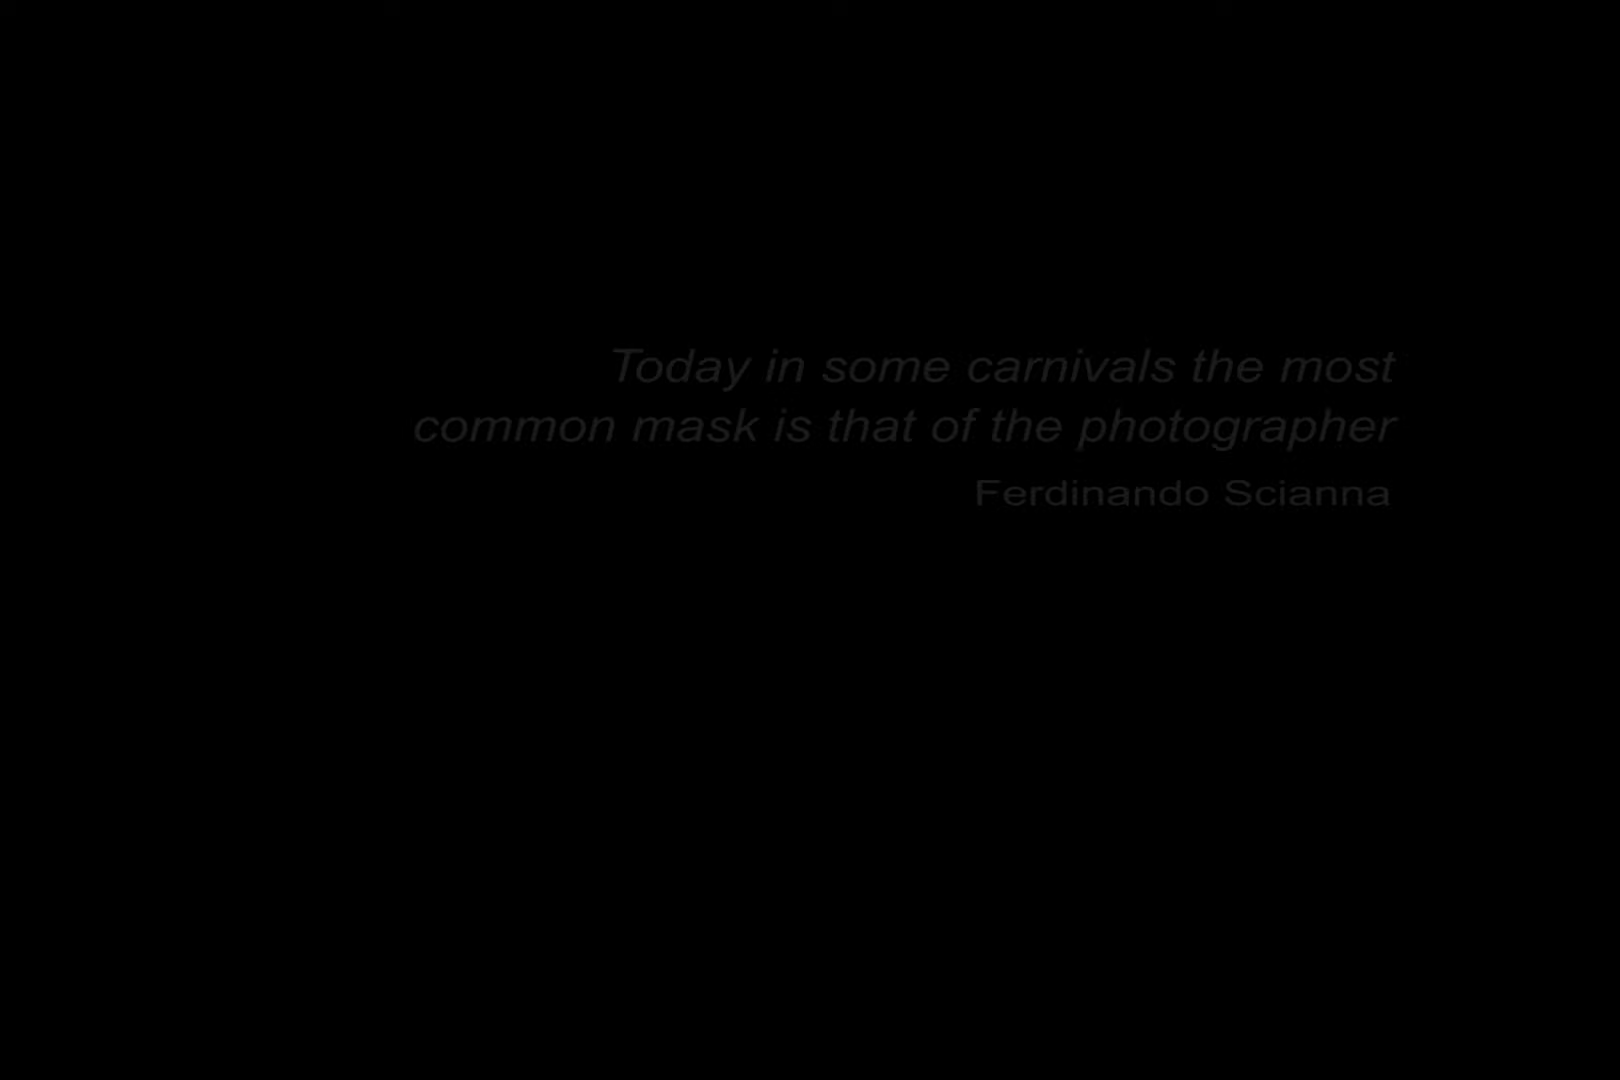 Today in some carnivals the most
common mask is that of the photographer
Ferdinando Scianna